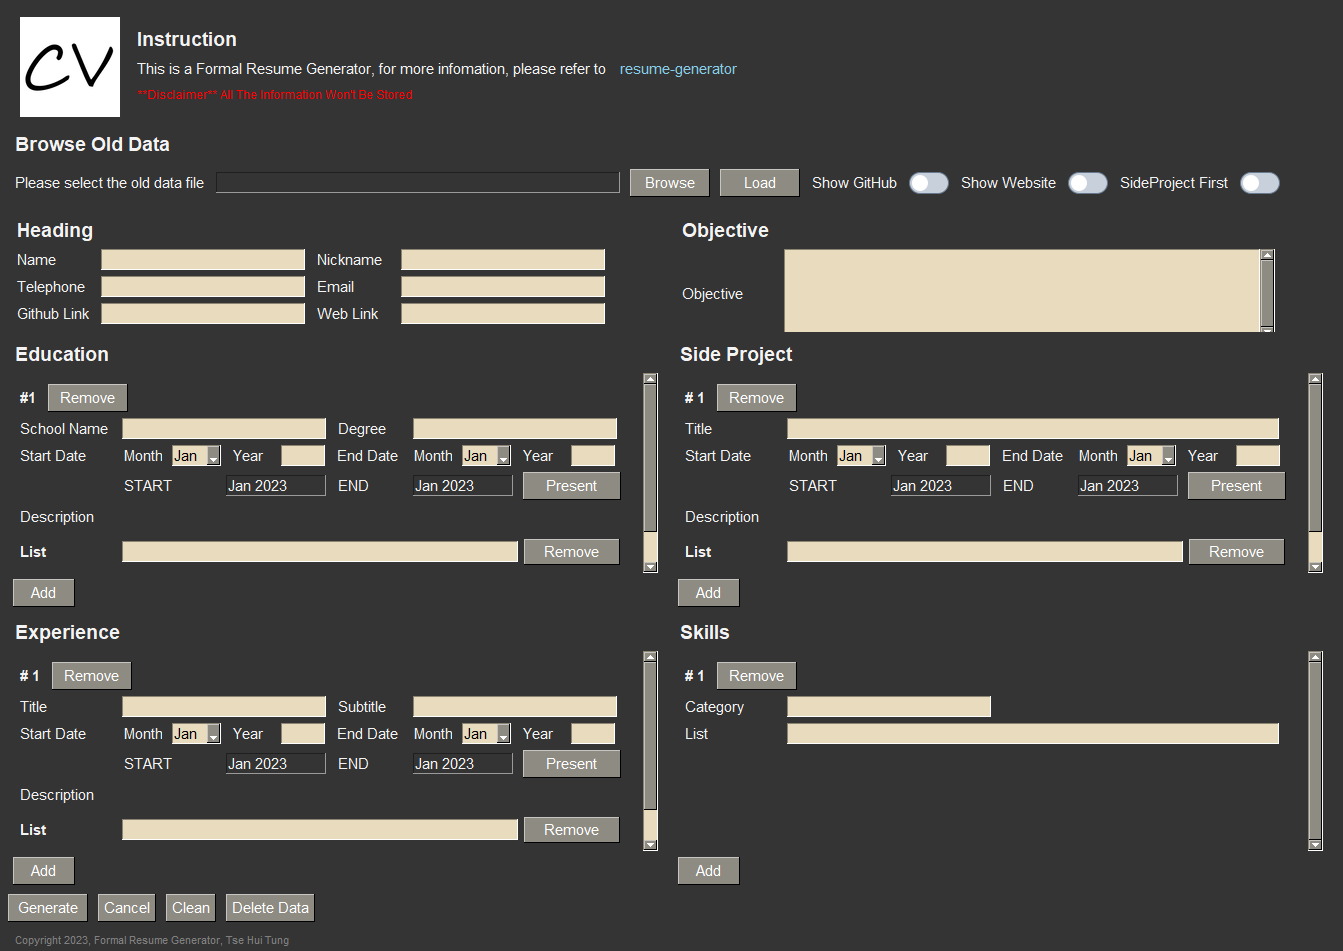 CV
Instruction
This is a Formal Resume Generator, for more infomation, please refer to resume-generator
**Disclaimer** All The Information Won't Be Stored
Browse Old Data
Please select the old data file Browse Load Show GitHub Show Website SideProject First
Heading
Name Nickname
Telephone Email
Github Link Web Link
Objective
Objective
Education
#1 Remove
School Name Degree
Start Date Month Jan Year End Date Month Jan Year
START Jan 2023 END Jan 2023 Present
Description
List Remove
Add
Side Project
# 1 Remove
Title
Start Date Month Jan Year End Date Month Jan Year
START Jan 2023 END Jan 2023 Present
Description
List Remove
Add
Experience
# 1 Remove
Title Subtitle
Start Date Month Jan Year End Date Month Jan Year
START Jan 2023 END Jan 2023 Present
Description
List Remove
Add
Skills
# 1 Remove
Category
List
Add
Generate Cancel Clean Delete Data
Copyright 2023, Formal Resume Generator, Tse Hui Tung